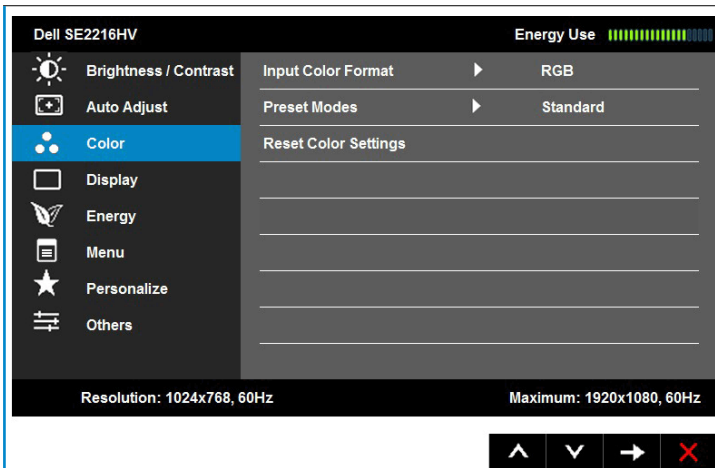 Dell SE2216HV Energy Use
Brightness / Contrast Input Color Format RGB
Auto Adjust Preset Modes Standard
Color Reset Color Settings
Display
Energy
Menu
Personalize
Others
Resolution: 1024x768, 60Hz Maximum: 1920x1080, 60Hz